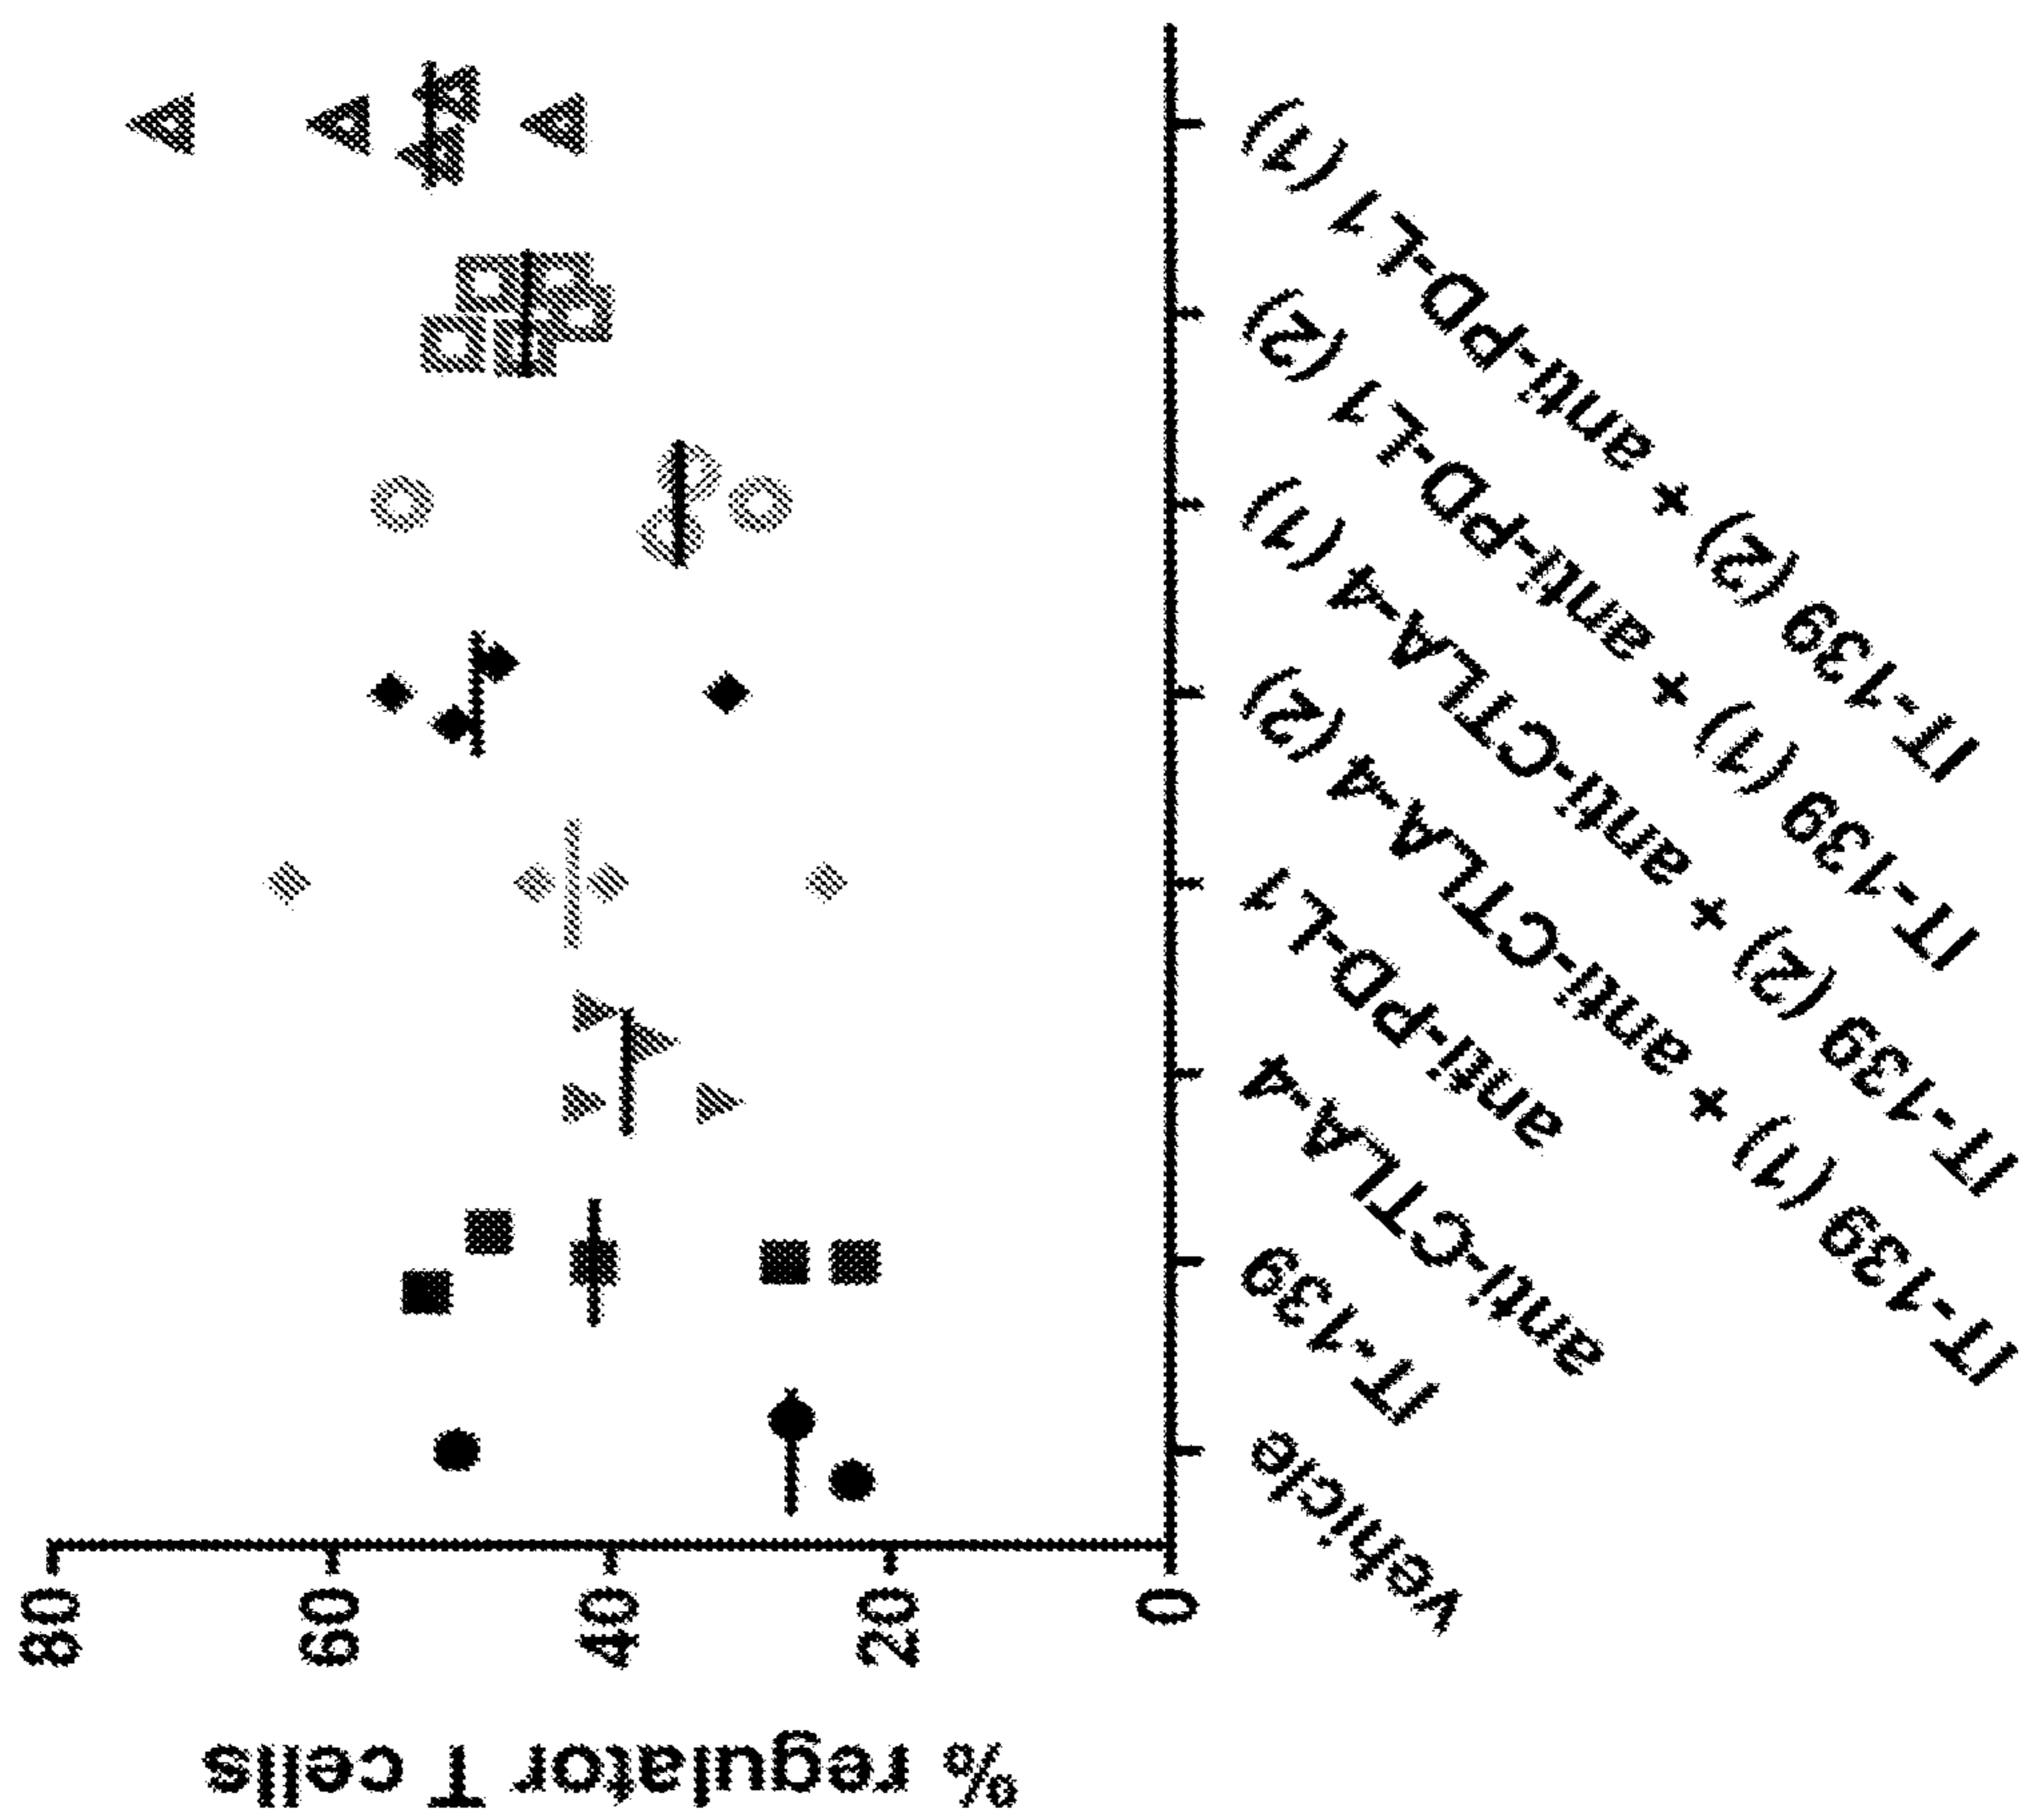 % regulator T cells
80
60
40
20
0
vehicle
IT-139
anti-CTLA-4
anti-PD-L1
IT-139 (1) + anti-CTLA-4 (2)
IT-139 (2) + anti-CTLA-4 (1)
IT-139 (1) + anti-PD-L1 (2)
IT-139 (2) + anti-PD-L1 (1)